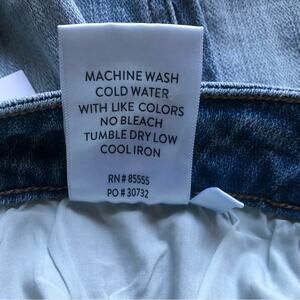 MACHINE WASH
COLD WATER
WITH LIKE COLORS
NO BLEACH
TUMBLE DRY LOW
COOL IRON
RN# 85555
PO# 30732